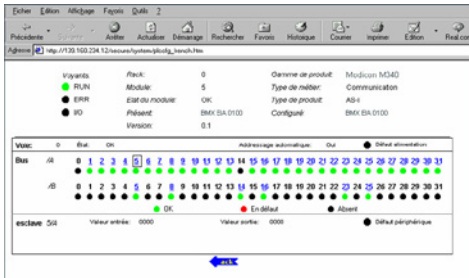 Fichier Edition Affichage Favoris Outils ?
Précédente Arrêter Actualiser Démarrage Rechercher Favoris Historique Courrier Imprimer Edition Real.com
Adresse http://139.160.234.12/secure/system/plccfg_french.htm
Voyants: Rack: 0 Gamme de produit: Modicon M340
RUN Module: 5 Type de métier: Communication
ERR Etat du module: OK Type de produit: AS-i
I/O Présent: BMX EIA 0100 Configuré: BMX EIA 0100
Version: 0.1
Voie: 0 État: OK Addressage automatique: Oui Défaut alimentation
Bus /A 0 1 2 3 4 5 6 7 8 9 10 11 12 13 14 15 16 17 18 19 20 21 22 23 24 25 26 27 28 29 30 31
/B 0 1 2 3 4 5 6 7 8 9 10 11 12 13 14 15 16 17 18 19 20 21 22 23 24 25 26 27 28 29 30 31
OK En défaut Absent
esclave 5/A Valeur entrée: 0000 Valeur sortie: 0000 Défaut périphérique